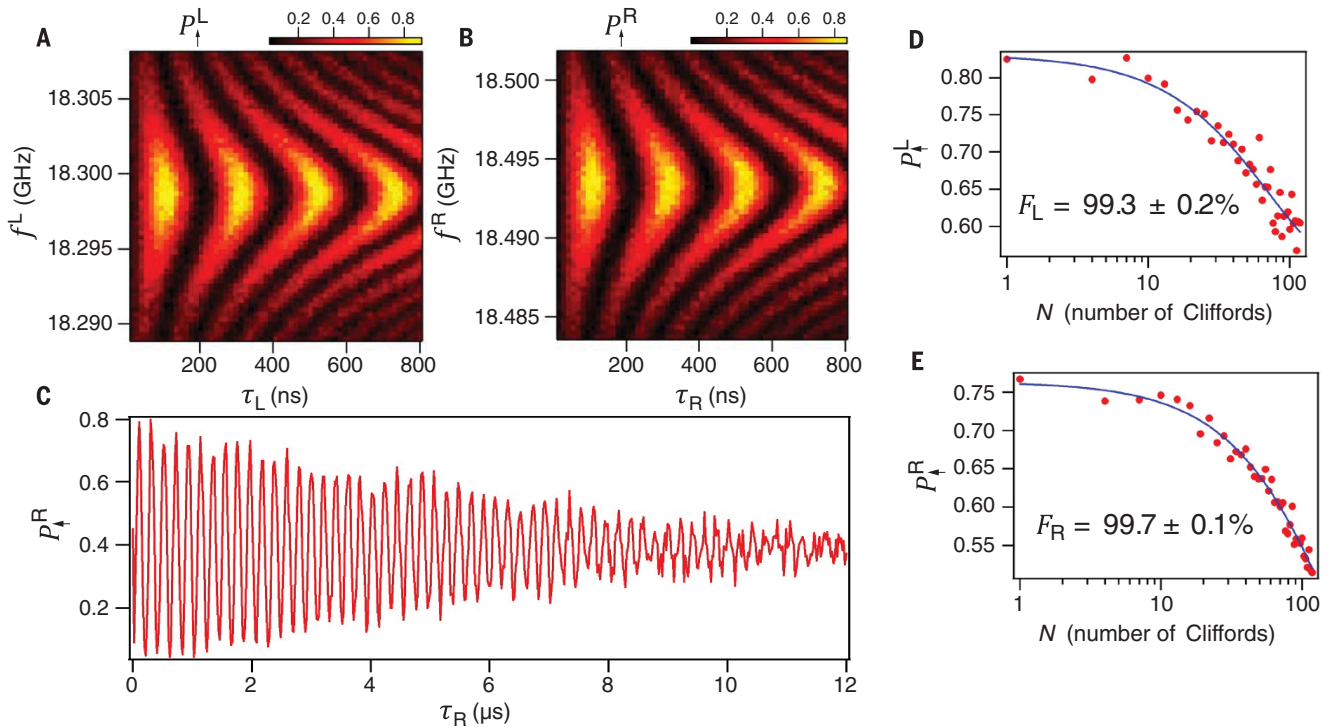 A
P↑L
0.2 0.4 0.6 0.8
18.305
18.300
18.295
18.290
fL (GHz)
200 400 600 800
τL (ns)
B
P↑R
0.2 0.4 0.6 0.8
18.500
18.495
18.490
18.485
fR (GHz)
200 400 600 800
τR (ns)
C
0.8
0.6
0.4
0.2
P↑R
0 2 4 6 8 10 12
τR (μs)
D
0.80
0.75
0.70
0.65
0.60
P↑L
FL = 99.3 ± 0.2%
1 10 100
N (number of Cliffords)
E
0.75
0.70
0.65
0.60
0.55
P↑R
FR = 99.7 ± 0.1%
1 10 100
N (number of Cliffords)